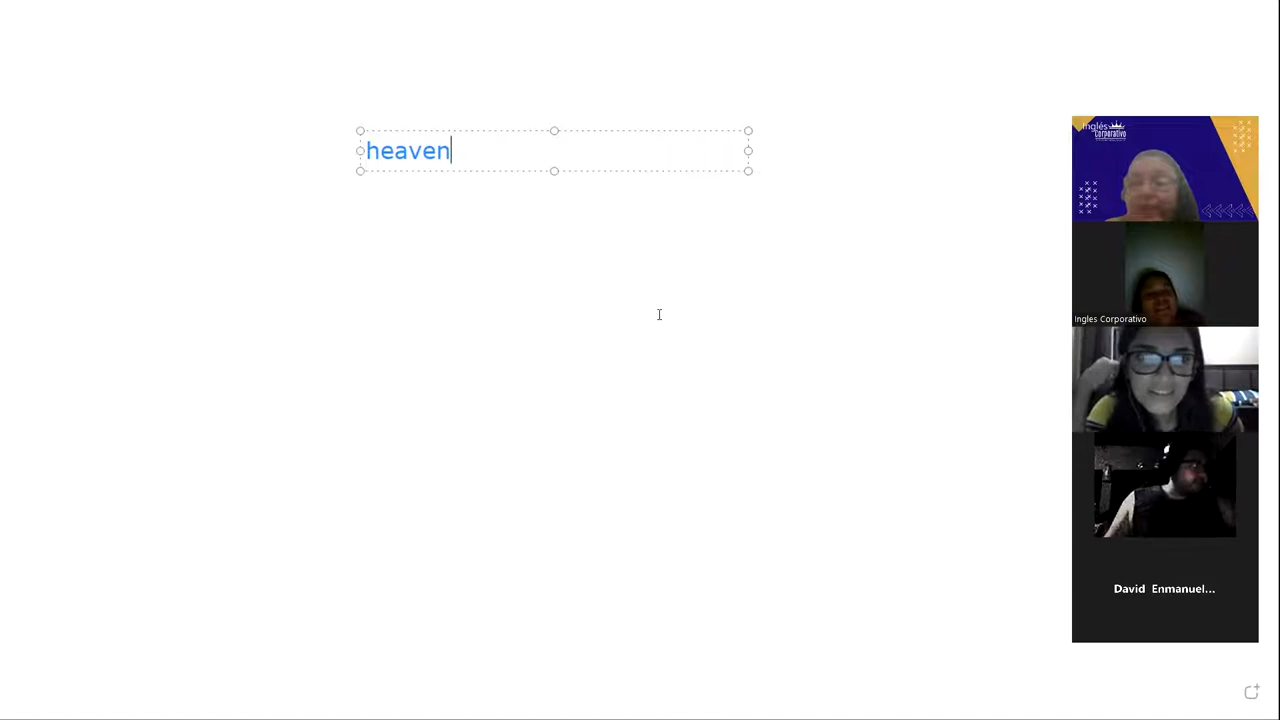 heaven
Inglés
Corporativo
Ingles Corporativo
David Enmanuel...